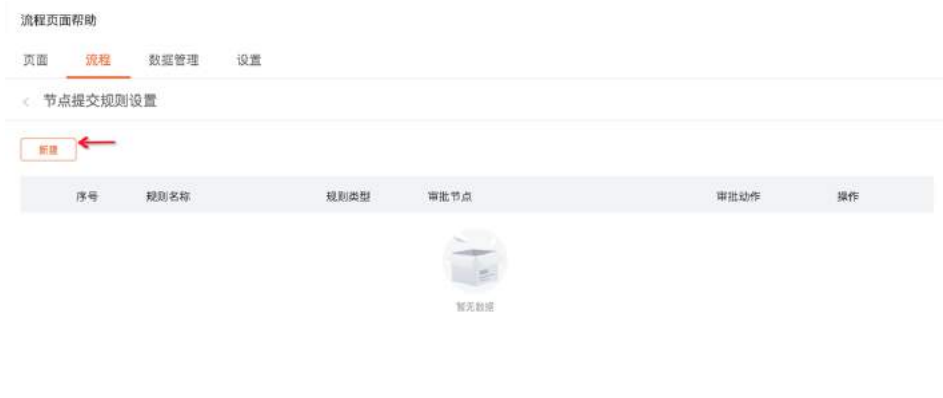 流程页面帮助
页面 流程 数据管理 设置
< 节点提交规则设置
新建
序号 规则名称 规则类型 审批节点 审批动作 操作
暂无数据